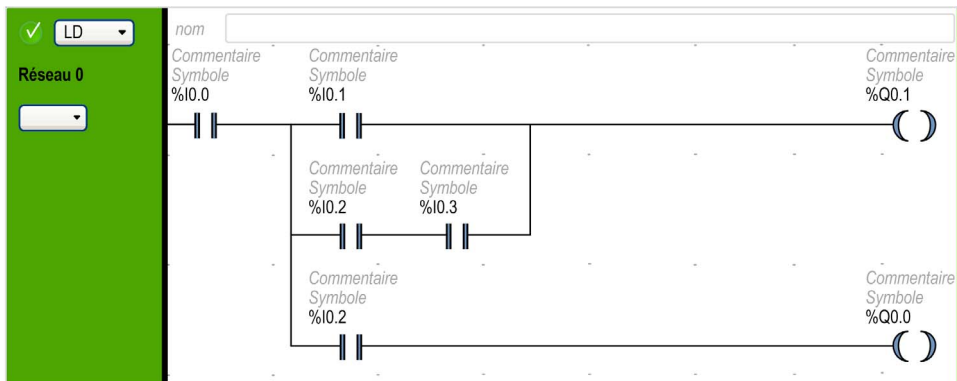 LD
nom
Réseau 0
Commentaire Commentaire Commentaire
Symbole Symbole Symbole
%I0.0 %I0.1 %Q0.1
Commentaire Commentaire
Symbole Symbole
%I0.2 %I0.3
Commentaire Commentaire
Symbole Symbole
%I0.2 %Q0.0